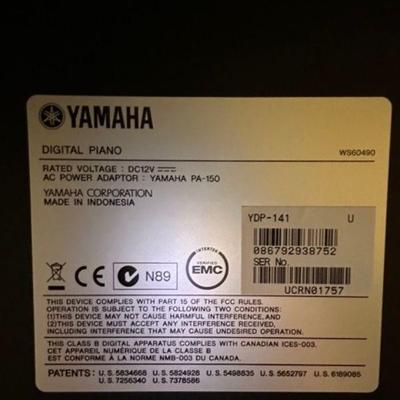 YAMAHA
DIGITAL PIANO
WS60490
RATED VOLTAGE : DC12V
AC POWER ADAPTOR : YAMAHA PA-150
YAMAHA CORPORATION
MADE IN INDONESIA
YDP-141 U
086792938752
SER No.
UCRN01757
CE
N89
INTERTEK
VERIFIED
EMC
THIS DEVICE COMPLIES WITH PART 15 OF THE FCC RULES.
OPERATION IS SUBJECT TO THE FOLLOWING TWO CONDITIONS:
(1)THIS DEVICE MAY NOT CAUSE HARMFUL INTERFERENCE,AND
(2)THIS DEVICE MUST ACCEPT ANY INTERFERENCE RECEIVED,
INCLUDING INTERFERENCE THAT MAY CAUSE UNDESIRED OPERATION.
THIS CLASS B DIGITAL APPARATUS COMPLIES WITH CANADIAN ICES-003.
CET APPAREIL NUMÉRIQUE DE LA CLASSE B
EST CONFORME À LA NORME NMB-003 DU CANADA.
PATENTS: U.S.5834668 U.S.5824928 U.S.5498835 U.S.5652797 U.S.6189085
U.S.7256340 U.S.7378586